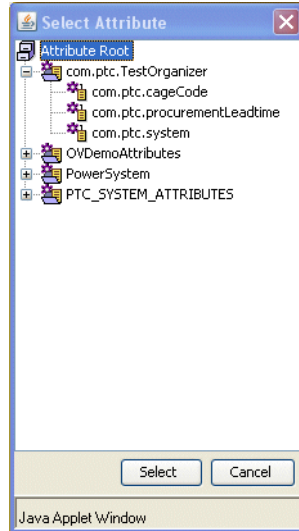 Select Attribute
Attribute Root
com.ptc.TestOrganizer
com.ptc.cageCode
com.ptc.procurementLeadtime
com.ptc.system
OVDemoAttributes
PowerSystem
PTC_SYSTEM_ATTRIBUTES
Select Cancel
Java Applet Window